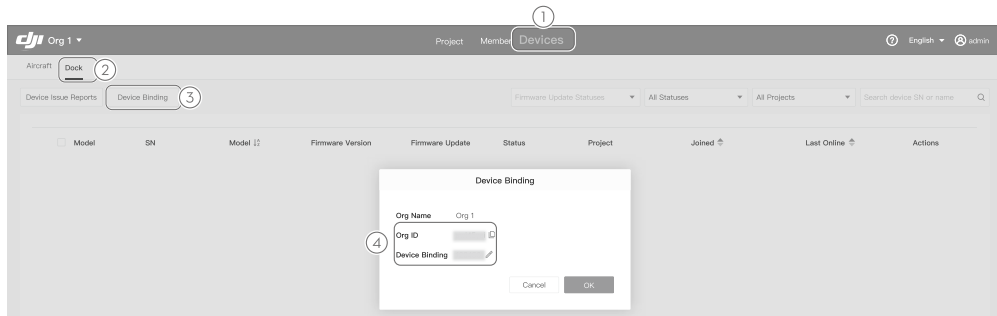 1
dji Org 1 Project Member Devices ? English admin
Aircraft Dock 2
Device Issue Reports Device Binding 3 Firmware Update Statuses All Statuses All Projects Search device SN or name
Model SN Model Firmware Version Firmware Update Status Project Joined Last Online Actions
Device Binding
Org Name Org 1
Org ID
4
Device Binding
Cancel OK